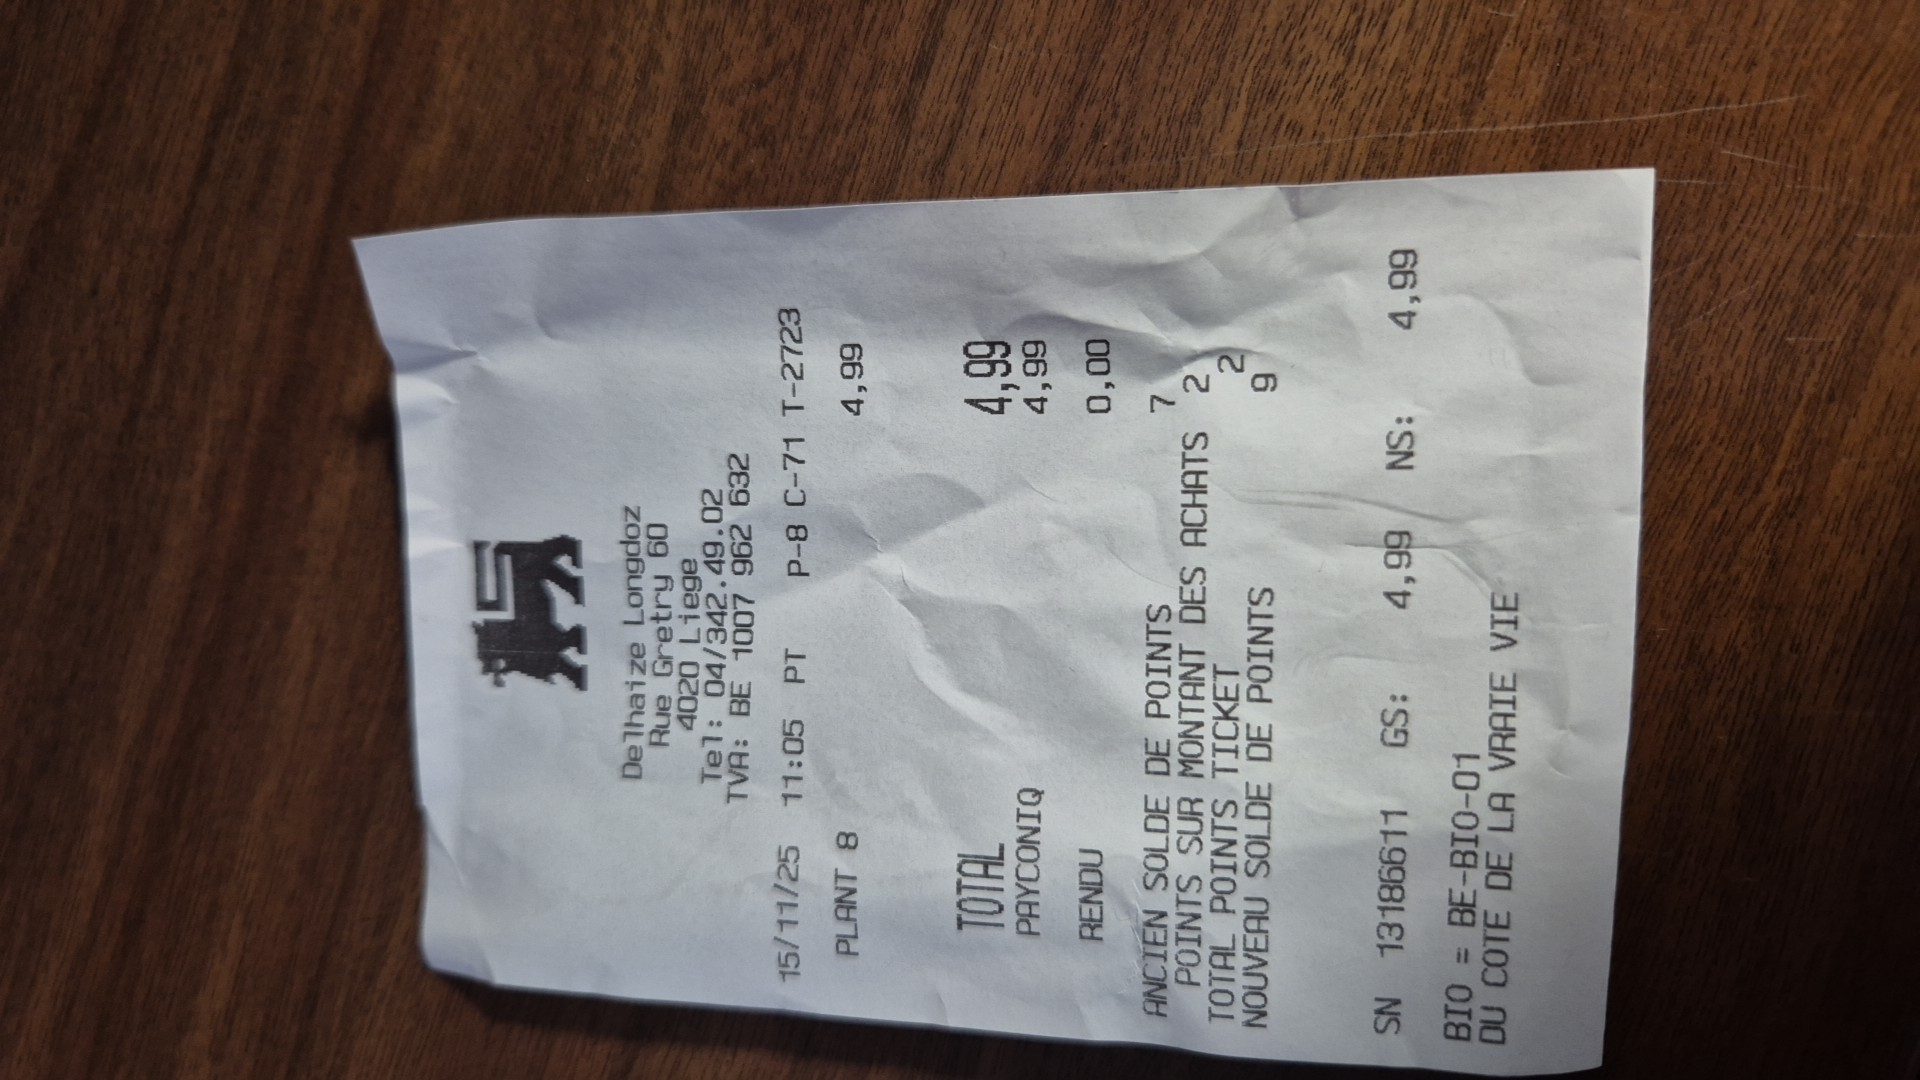 Delhaize Longdoz
Rue Gretry 60
4020 Liege
Tel: 04/342.49.02
TVA: BE 1007 962 632
15/11/25 11:05 PT P-8 C-71 T-2723
PLANT 8 4,99
TOTAL 4,99
PAYCONIQ 4,99
RENDU 0,00
ANCIEN SOLDE DE POINTS 7
POINTS SUR MONTANT DES ACHATS 2
TOTAL POINTS TICKET 2
NOUVEAU SOLDE DE POINTS 9
SN 13186611 GS: 4,99 NS: 4,99
BIO = BE-BIO-01
DU COTE DE LA VRAIE VIE